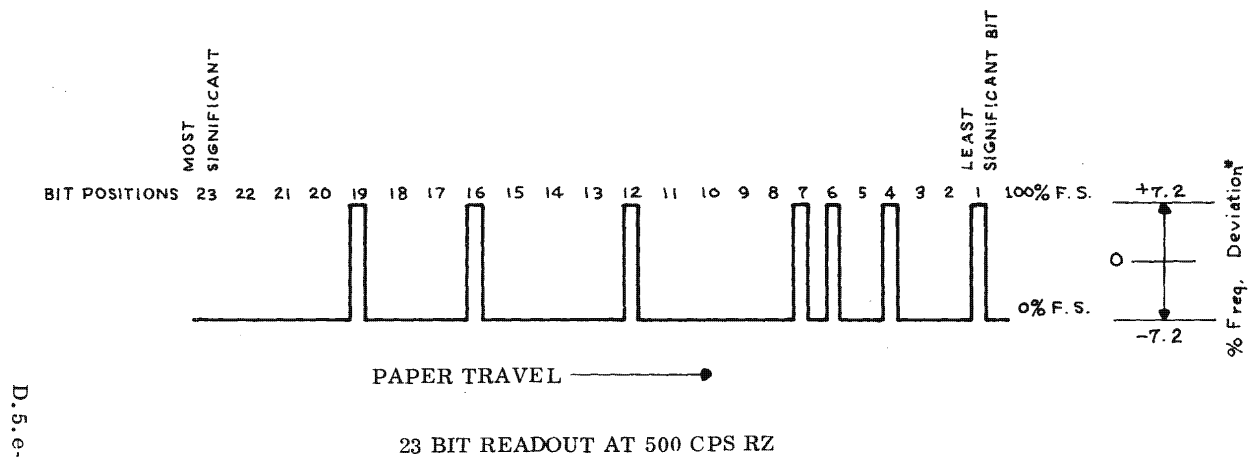 MOST
SIGNIFICANT
LEAST
SIGNIFICANT BIT
BIT POSITIONS 23 22 21 20 19 18 17 16 15 14 13 12 11 10 9 8 7 6 5 4 3 2 1 100% F.S.
+7.2
0
0% F.S.
-7.2
% Freq. Deviation*
PAPER TRAVEL
23 BIT READOUT AT 500 CPS RZ
D.5.e-